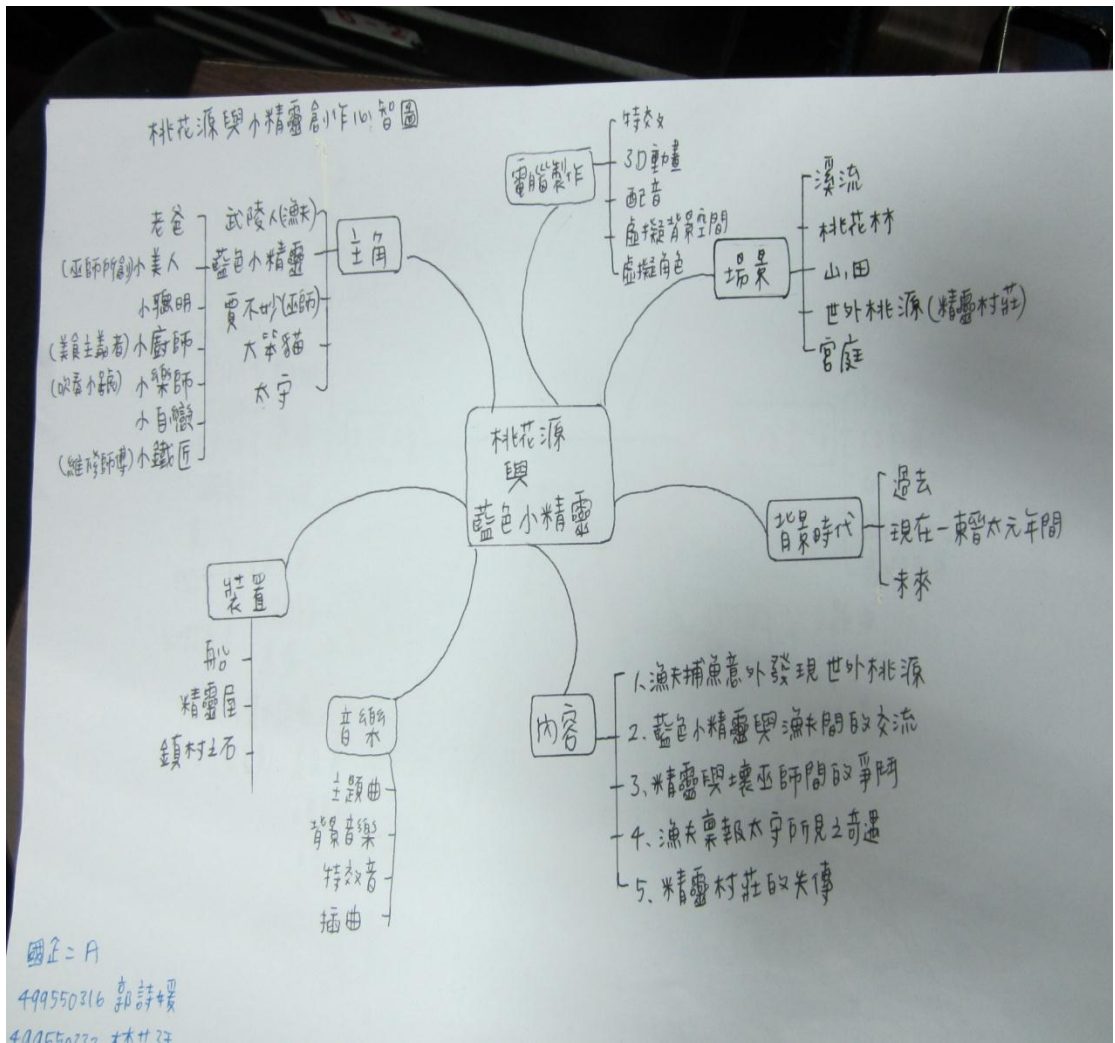 桃花源與小精靈創作心智圖
主角
武陵人(漁夫)
藍色小精靈
賈不妙(巫師)
大笨貓
太守
老爸
(巫師所創)小美人
小聰明
(美食主義者)小廚師
(吹奏小號)小樂師
小自戀
(維修師傅)小鐵匠
電腦製作
特效
3D動畫
配音
虛擬背景空間
虛擬角色
場景
溪流
桃花林
山,田
世外桃源(精靈村莊)
宮庭
桃花源
與
藍色小精靈
背景時代
過去
現在-東晉太元年間
未來
裝置
船
精靈屋
鎮村之石
音樂
主題曲
背景音樂
特效音
插曲
內容
1、漁夫捕魚意外發現世外桃源
2、藍色小精靈與漁夫間的交流
3、精靈與壞巫師間的爭鬥
4、漁夫稟報太守所見之奇遇
5、精靈村莊的失傳
國企二A
499550316 郭詩媛